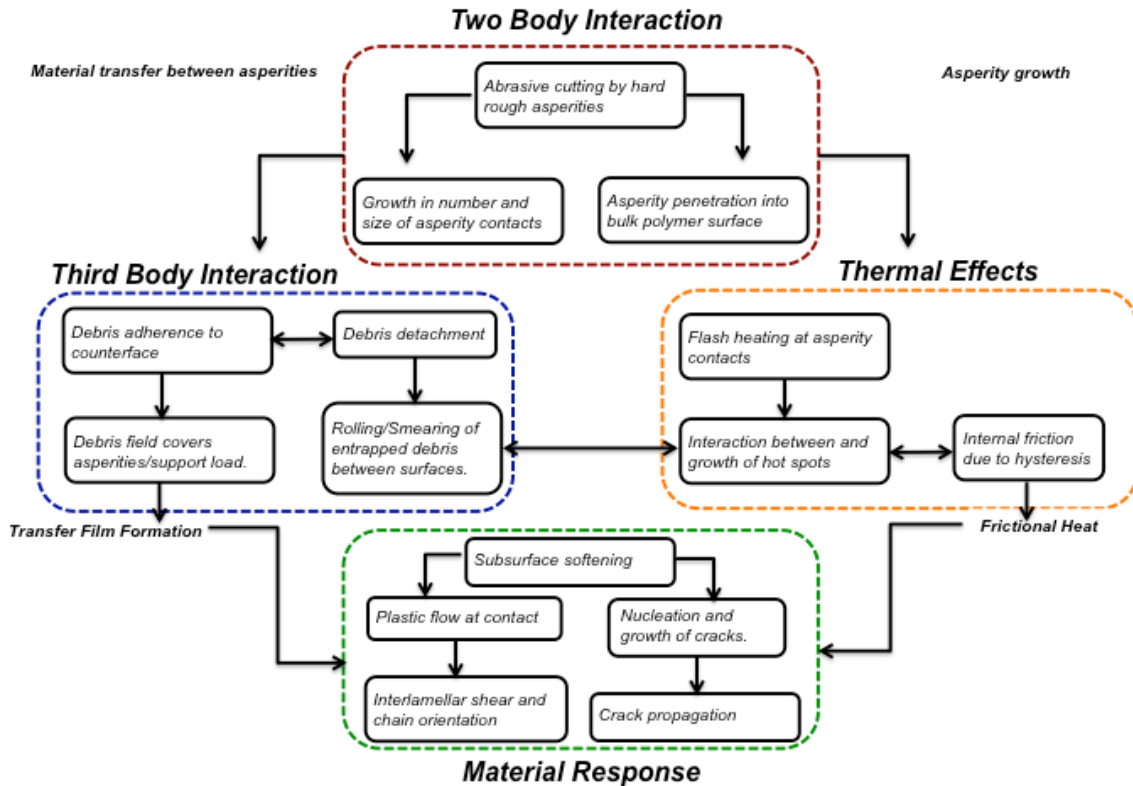 Two Body Interaction
Material transfer between asperities
Asperity growth
Abrasive cutting by hard
rough asperities
Growth in number and
size of asperity contacts
Asperity penetration into
bulk polymer surface
Third Body Interaction
Thermal Effects
Debris adherence to
counterface
Debris detachment
Flash heating at asperity
contacts
Debris field covers
asperities/support load.
Rolling/Smearing of
entrapped debris
between surfaces.
Interaction between and
growth of hot spots
Internal friction
due to hysteresis
Transfer Film Formation
Frictional Heat
Subsurface softening
Plastic flow at contact
Nucleation and
growth of cracks.
Interlamellar shear and
chain orientation
Crack propagation
Material Response